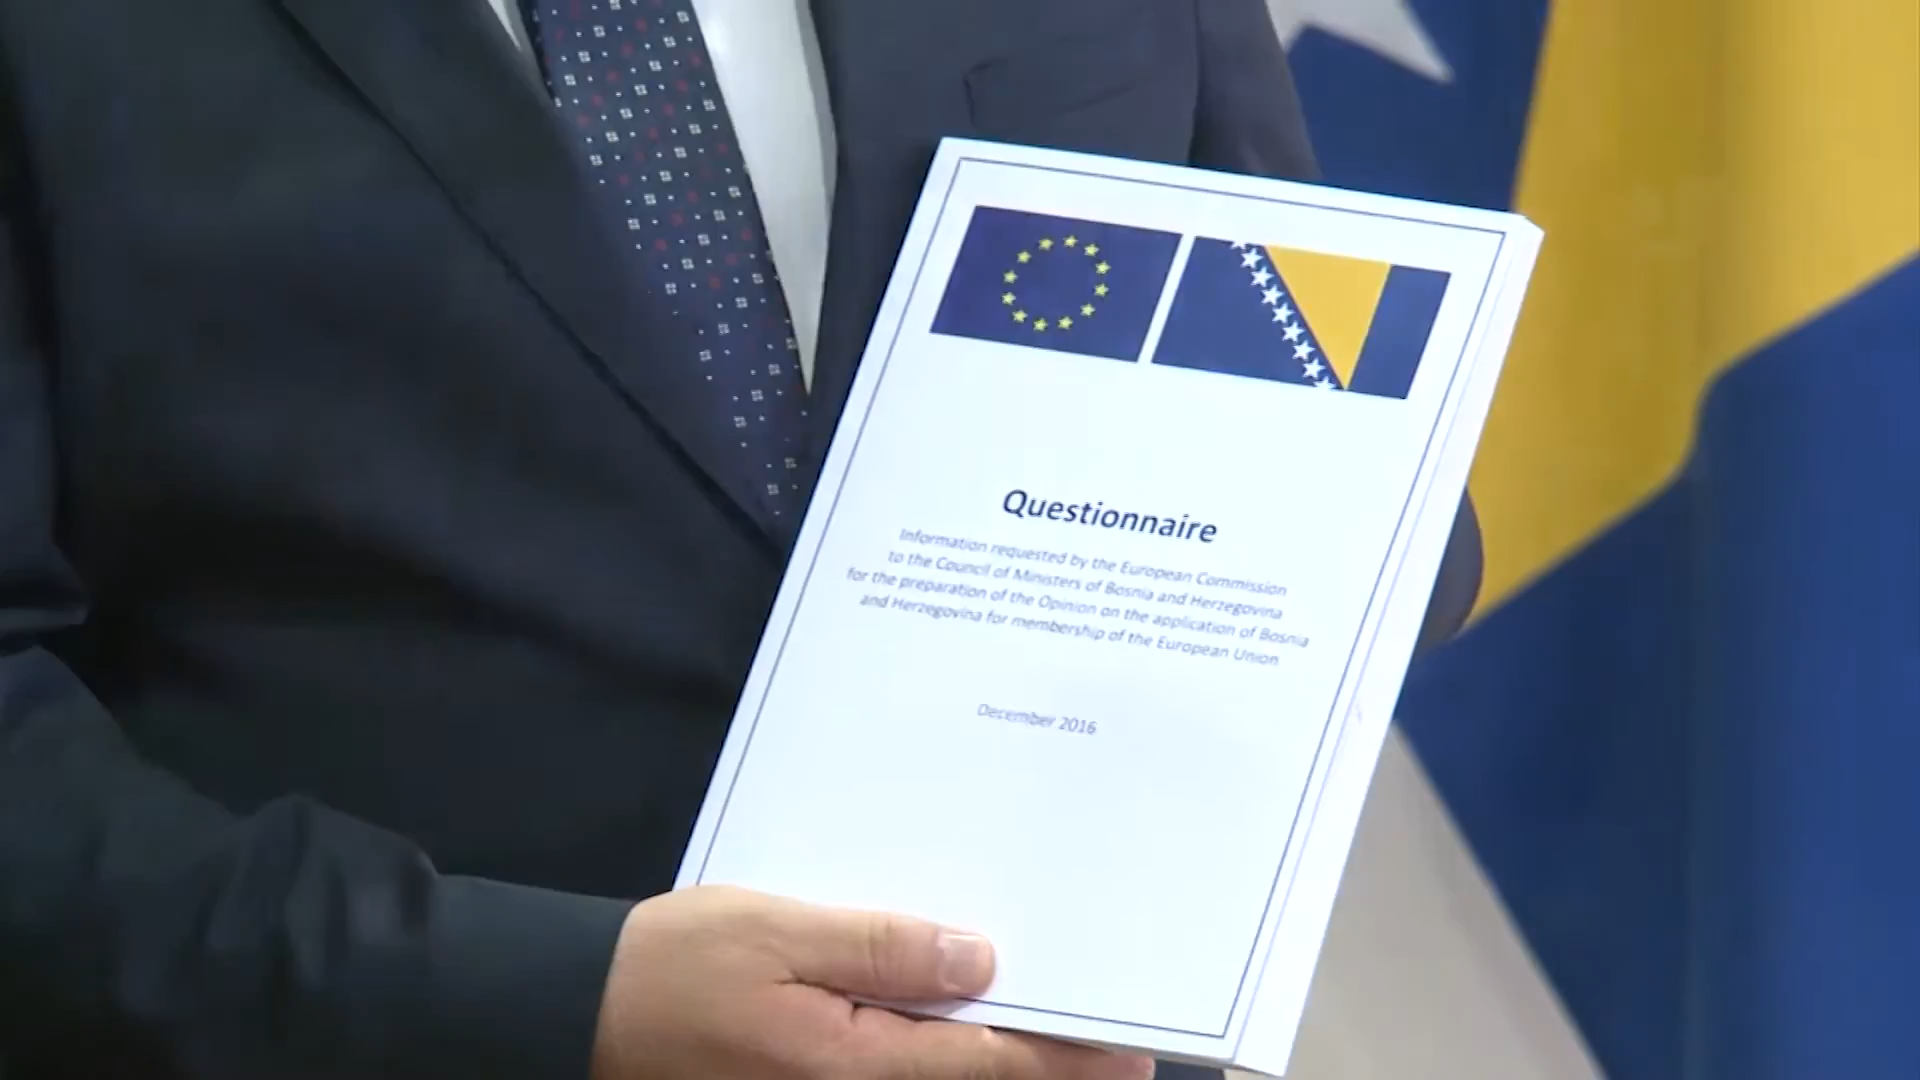 Questionnaire
Information requested by the European Commission
to the Council of Ministers of Bosnia and Herzegovina
for the preparation of the Opinion on the application of Bosnia
and Herzegovina for membership of the European Union
December 2016